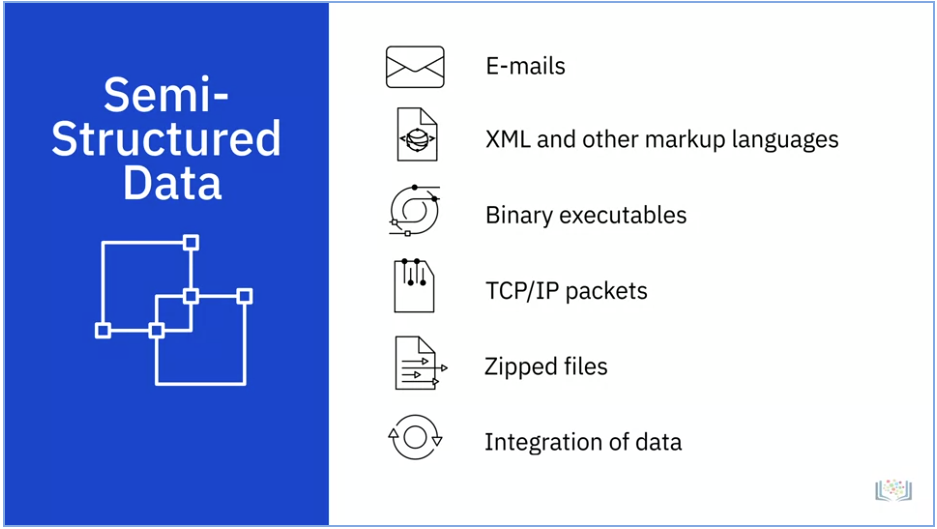 Semi-
Structured
Data
E-mails
XML and other markup languages
Binary executables
TCP/IP packets
Zipped files
Integration of data